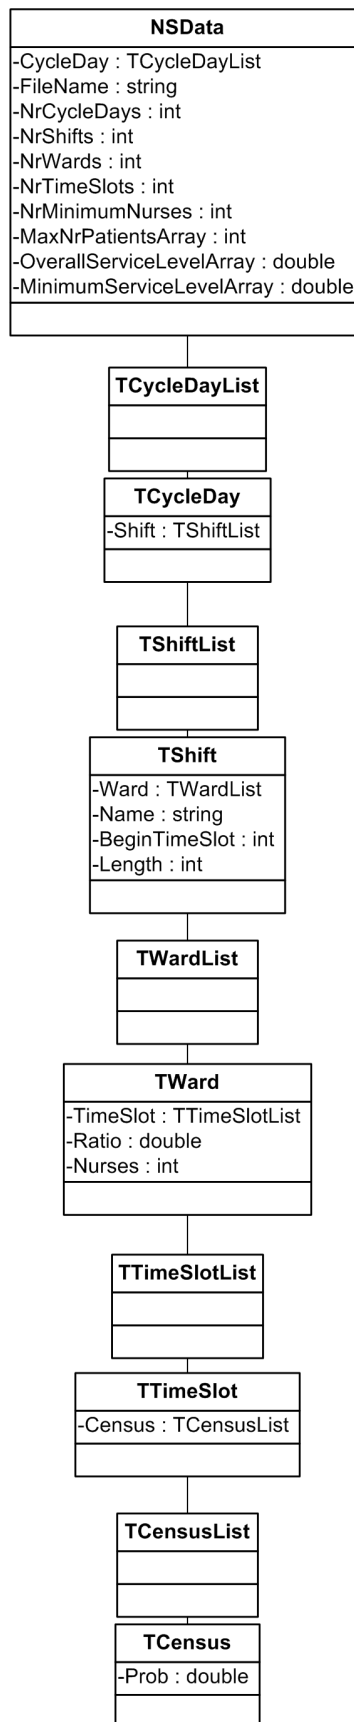 NSData
-CycleDay : TCycleDayList
-FileName : string
-NrCycleDays : int
-NrShifts : int
-NrWards : int
-NrTimeSlots : int
-NrMinimumNurses : int
-MaxNrPatientsArray : int
-OverallServiceLevelArray : double
-MinimumServiceLevelArray : double
TCycleDayList
TCycleDay
-Shift : TShiftList
TShiftList
TShift
-Ward : TWardList
-Name : string
-BeginTimeSlot : int
-Length : int
TWardList
TWard
-TimeSlot : TTimeSlotList
-Ratio : double
-Nurses : int
TTimeSlotList
TTimeSlot
-Census : TCensusList
TCensusList
TCensus
-Prob : double